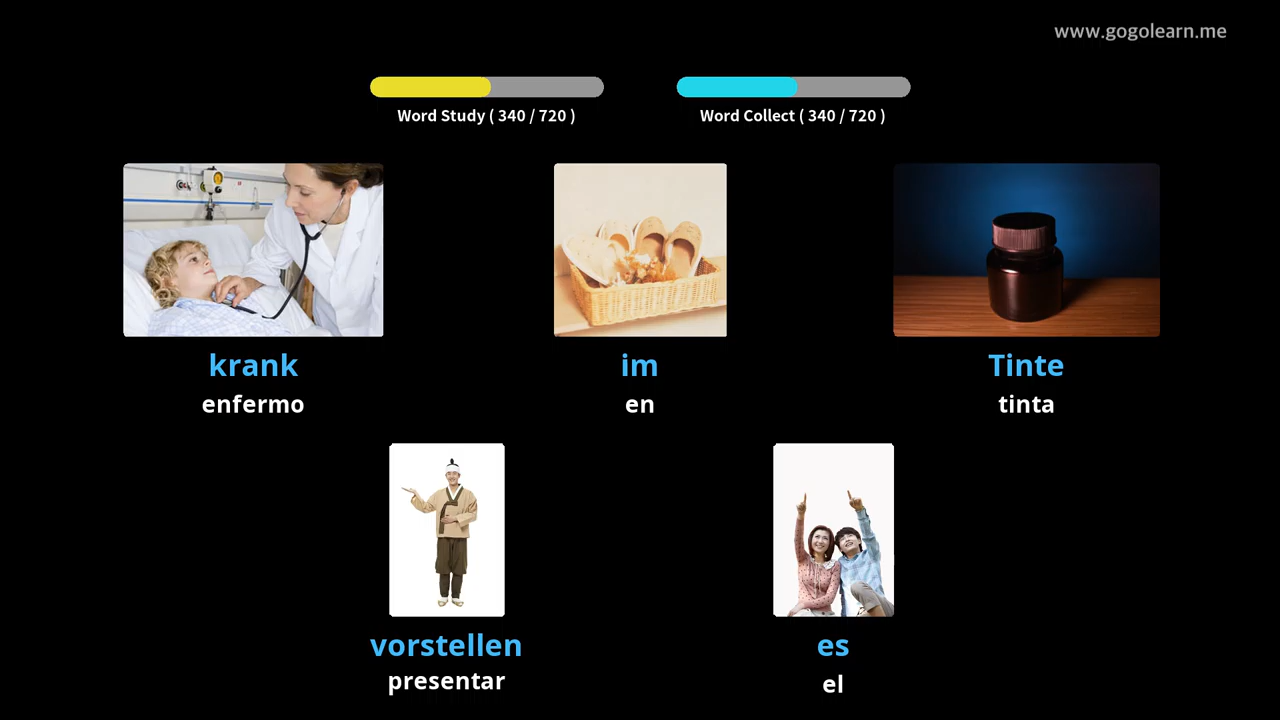 www.gogolearn.me
Word Study ( 340 / 720 )
Word Collect ( 340 / 720 )
krank
enfermo
im
en
Tinte
tinta
vorstellen
presentar
es
el